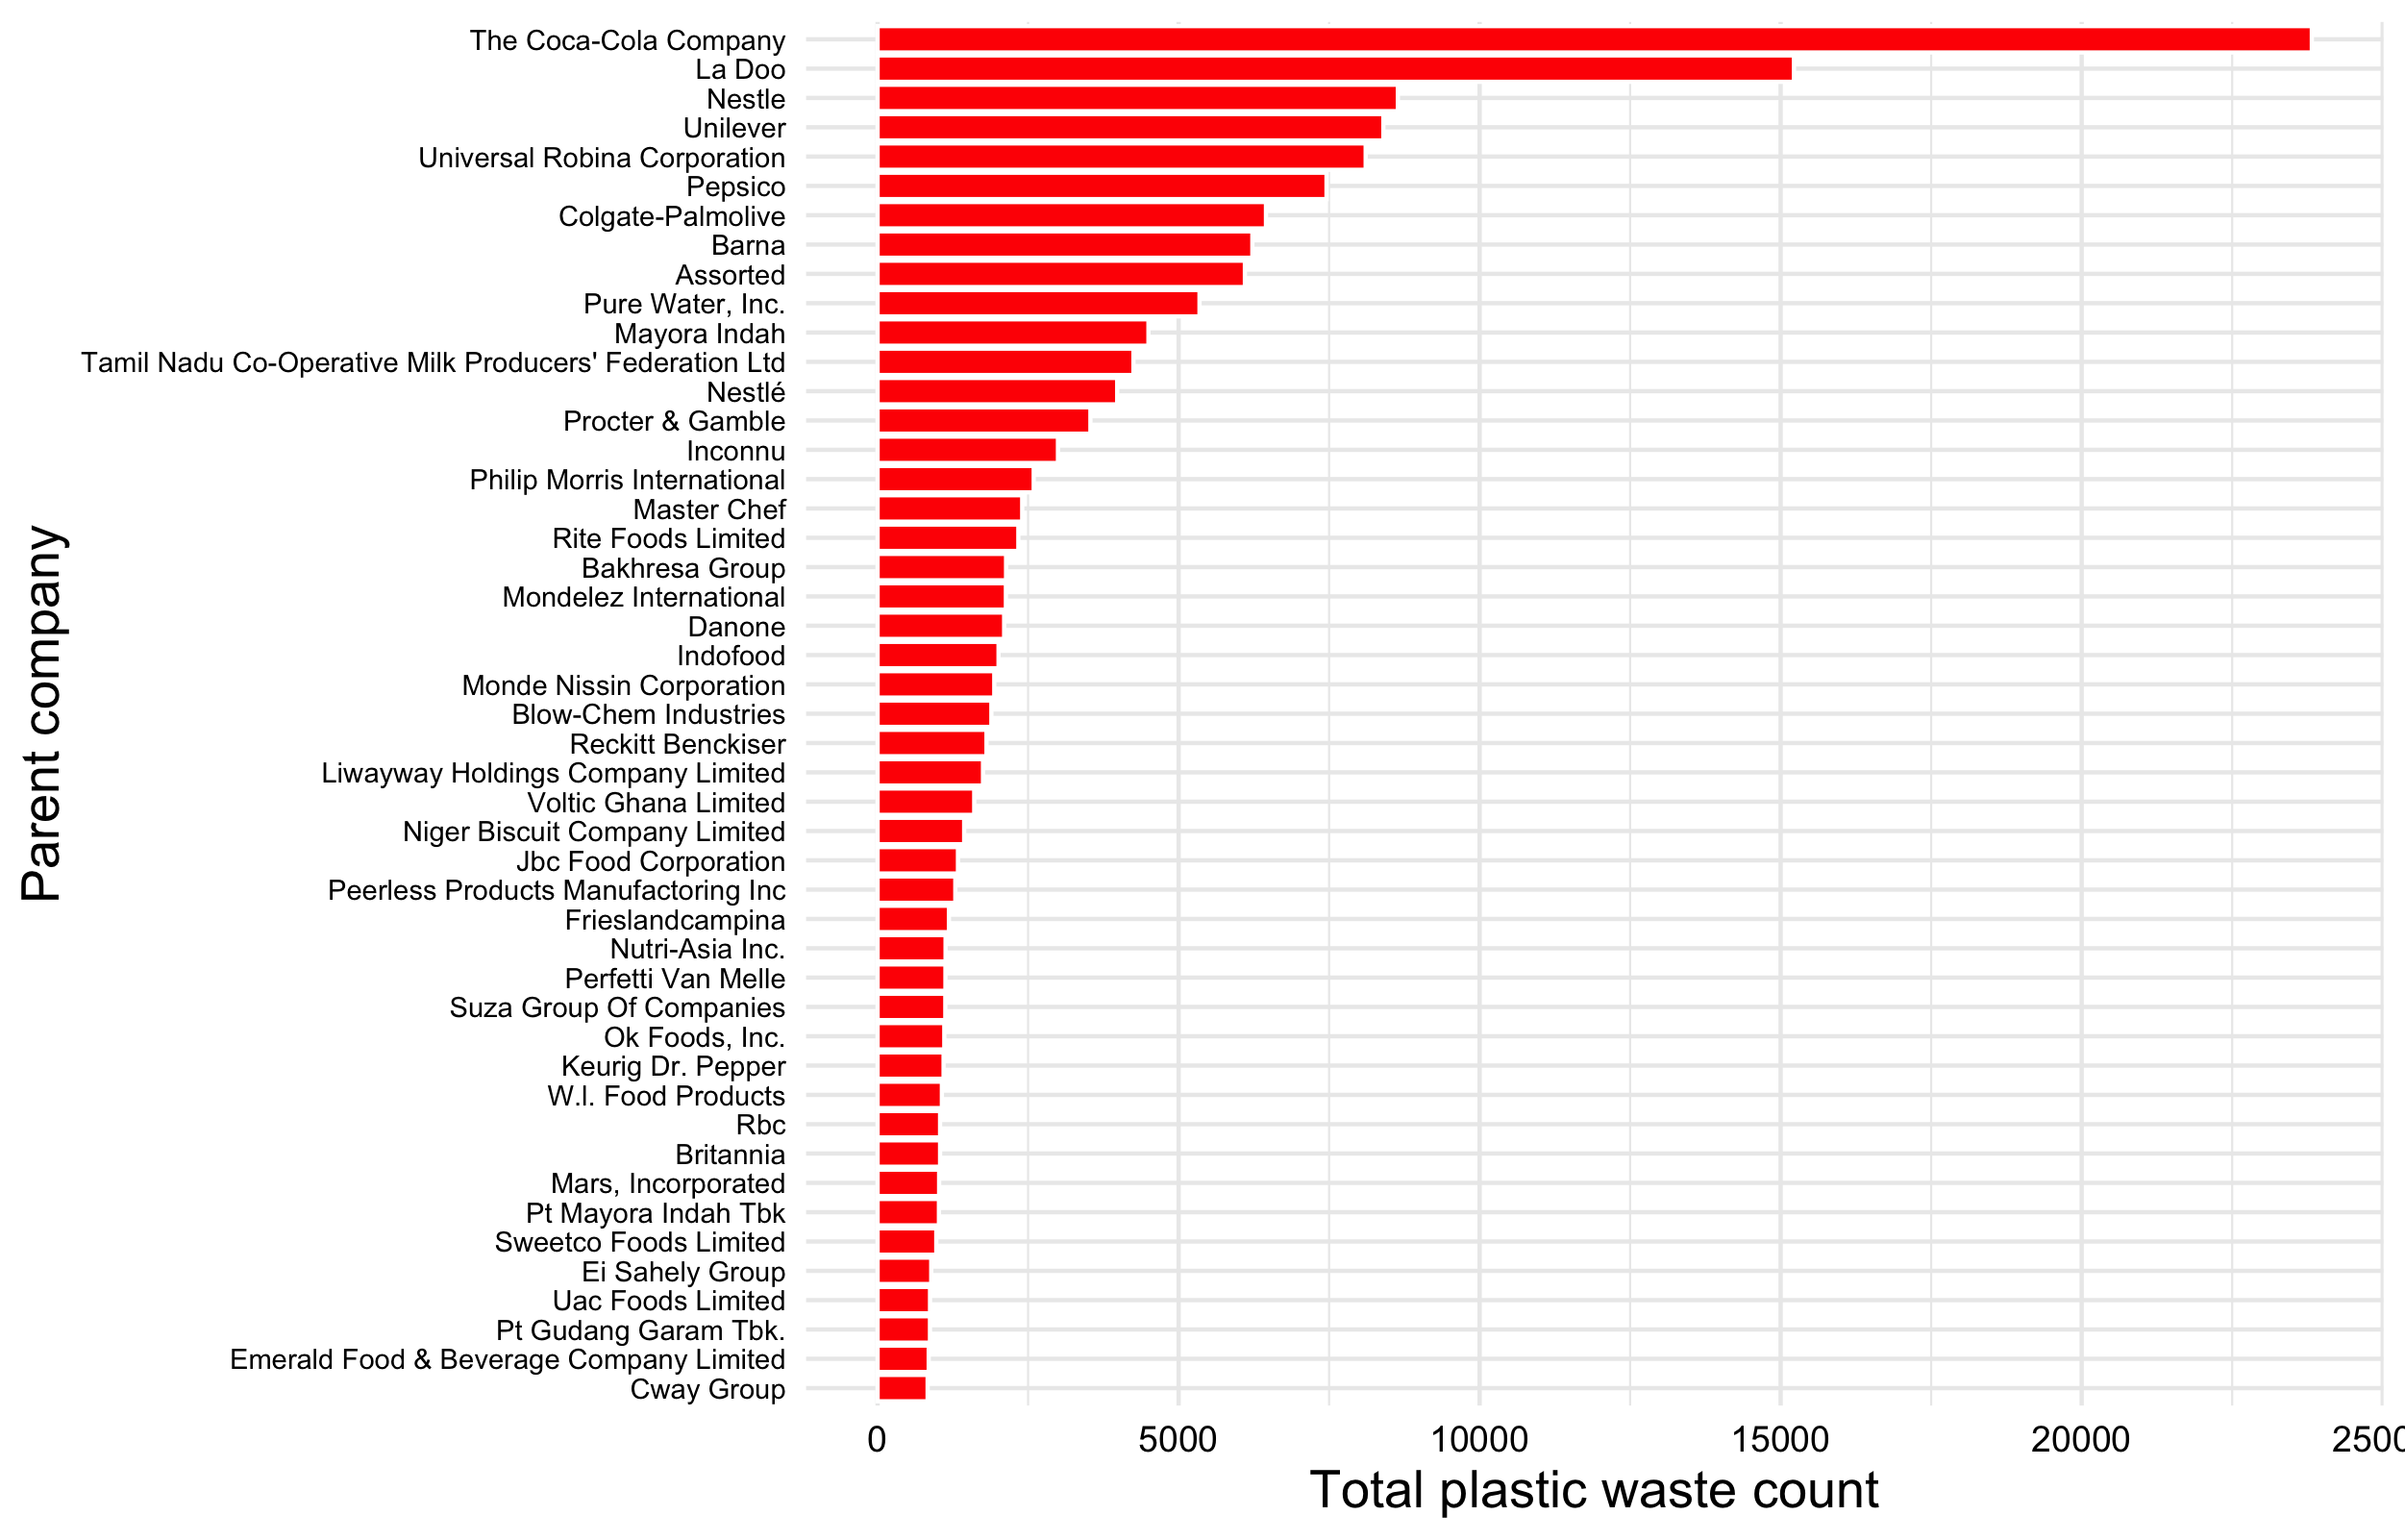 The Coca-Cola Company
La Doo
Nestle
Unilever
Universal Robina Corporation
Pepsico
Colgate-Palmolive
Barna
Assorted
Pure Water, Inc.
Mayora Indah
Tamil Nadu Co-Operative Milk Producers' Federation Ltd
Nestlé
Procter & Gamble
Inconnu
Philip Morris International
Master Chef
Rite Foods Limited
Bakhresa Group
Mondelez International
Danone
Indofood
Monde Nissin Corporation
Blow-Chem Industries
Reckitt Benckiser
Liwayway Holdings Company Limited
Voltic Ghana Limited
Niger Biscuit Company Limited
Jbc Food Corporation
Peerless Products Manufactoring Inc
Frieslandcampina
Nutri-Asia Inc.
Perfetti Van Melle
Suza Group Of Companies
Ok Foods, Inc.
Keurig Dr. Pepper
W.l. Food Products
Rbc
Britannia
Mars, Incorporated
Pt Mayora Indah Tbk
Sweetco Foods Limited
Ei Sahely Group
Uac Foods Limited
Pt Gudang Garam Tbk.
Emerald Food & Beverage Company Limited
Cway Group
Parent company
0 5000 10000 15000 20000 2500
Total plastic waste count